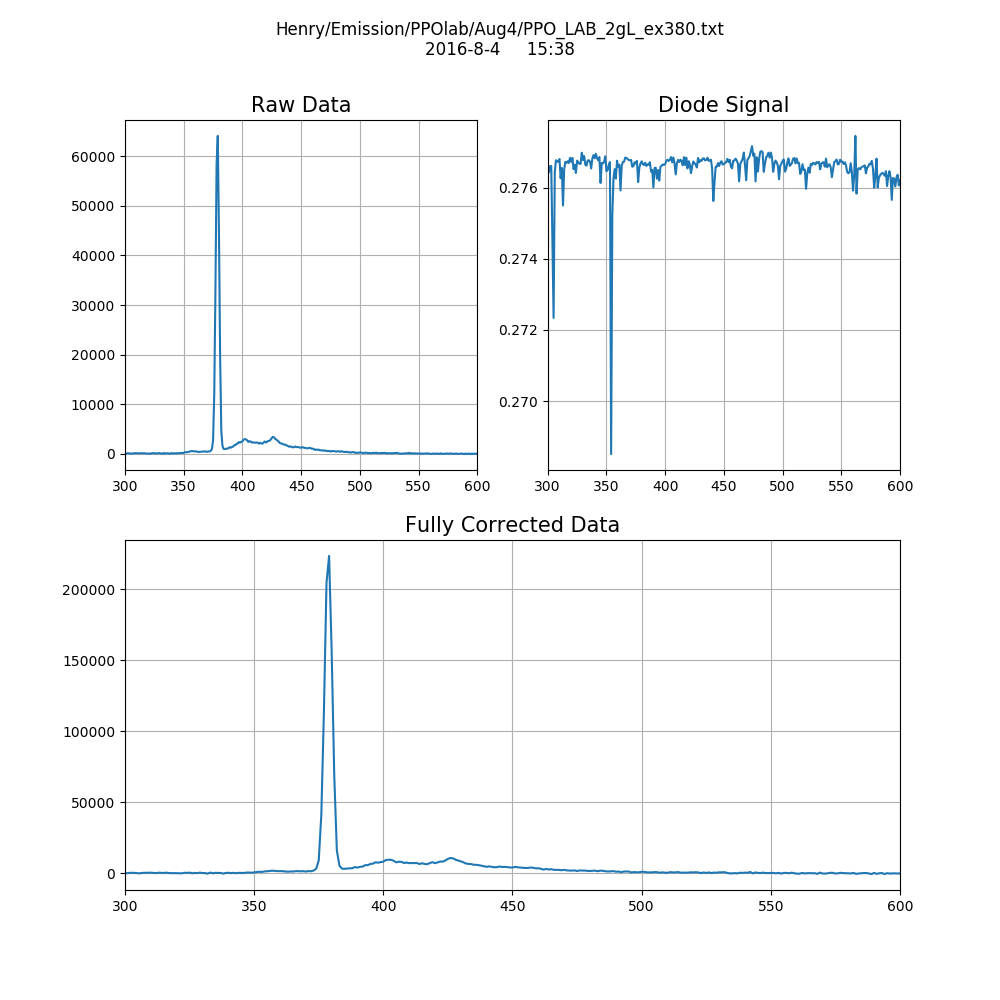 Henry/Emission/PPOlab/Aug4/PPO_LAB_2gL_ex380.txt
2016-8-4 15:38
Raw Data
60000
50000
40000
30000
20000
10000
0
300 350 400 450 500 550 600
Diode Signal
0.276
0.274
0.272
0.270
300 350 400 450 500 550 600
Fully Corrected Data
200000
150000
100000
50000
0
300 350 400 450 500 550 600